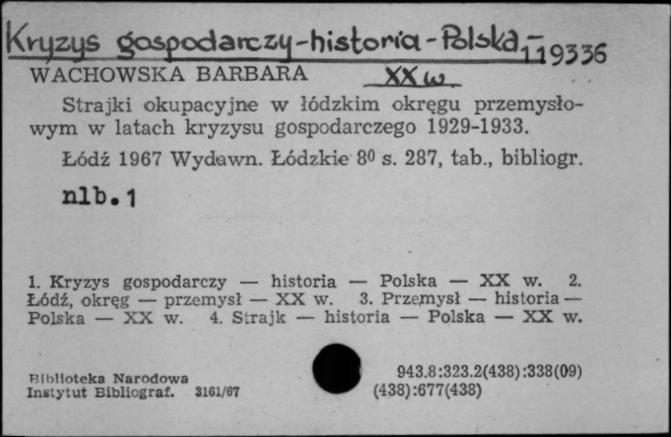 Kryzys gospodarczy-historia-Polska-
119336
WACHOWSKA BARBARA XX w.
Strajki okupacyjne w łódzkim okręgu przemysło-
wym w latach kryzysu gospodarczego 1929-1933.
Łódź 1967 Wydawn. Łódzkie 8⁰ s. 287, tab., bibliogr.
nlb. 1
1. Kryzys gospodarczy — historia — Polska — XX w. 2.
Łódź, okręg — przemysł — XX w. 3. Przemysł — historia —
Polska — XX w. 4. Strajk — historia — Polska — XX w.
943.8:323.2(438):338(09)
(438):677(438)
Biblioteka Narodowa
Instytut Bibliograf. 3161/67